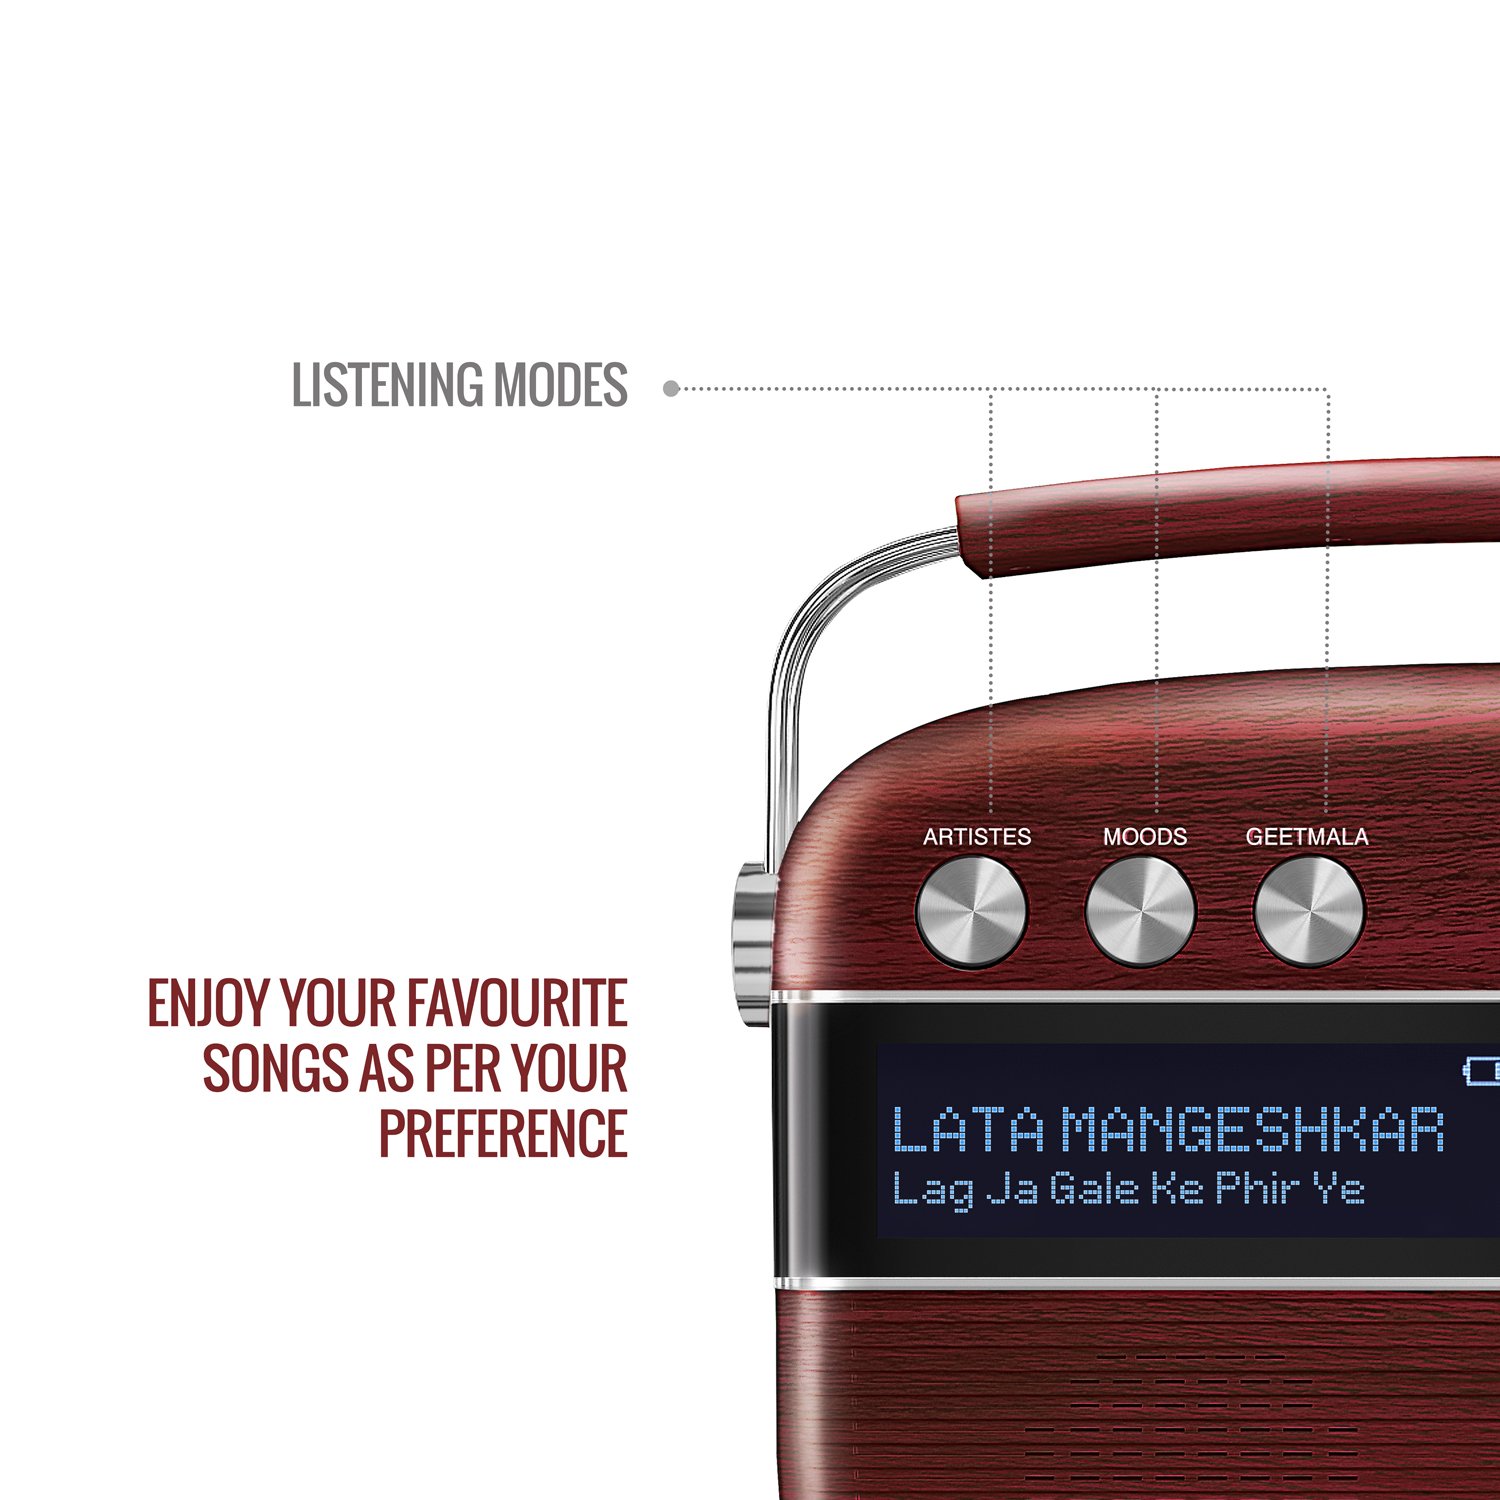 LISTENING MODES
ARTISTES MOODS GEETMALA
ENJOY YOUR FAVOURITE
SONGS AS PER YOUR
PREFERENCE
LATA MANGESHKAR
Lag Ja Gale Ke Phir Ye